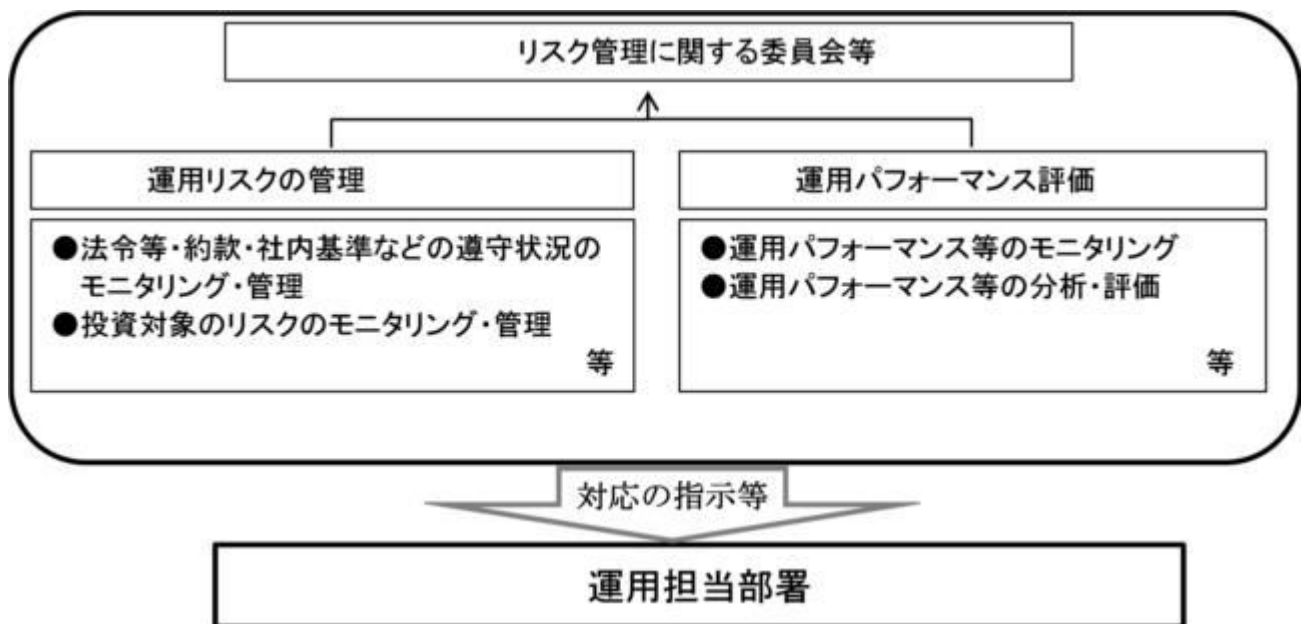 リスク管理に関する委員会等
運用リスクの管理
●法令等・約款・社内基準などの遵守状況の
モニタリング・管理
●投資対象のリスクのモニタリング・管理
等
運用パフォーマンス評価
●運用パフォーマンス等のモニタリング
●運用パフォーマンス等の分析・評価
等
対応の指示等
運用担当部署